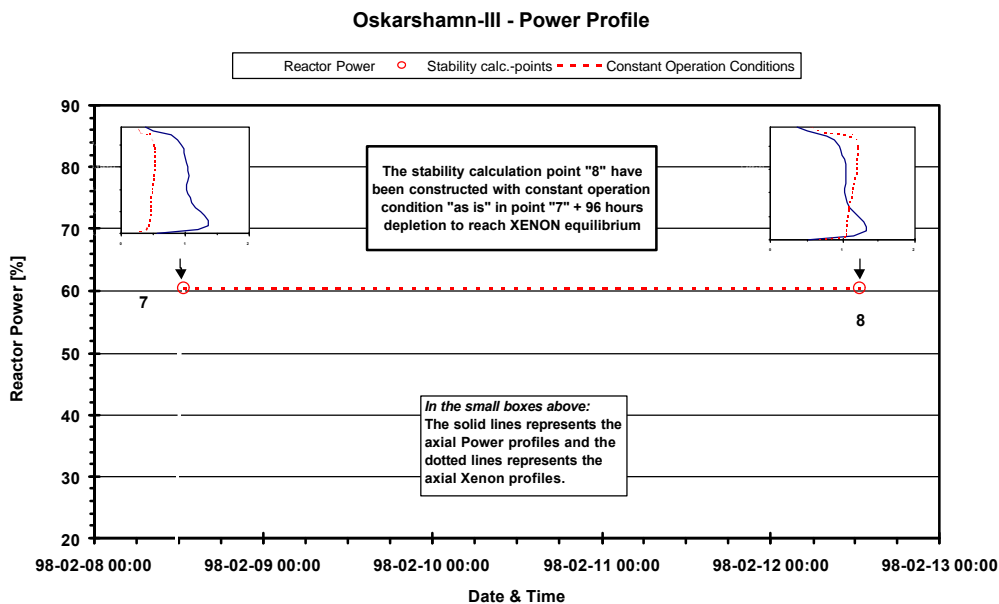 Oskarshamn-III - Power Profile
Reactor Power Stability calc.-points Constant Operation Conditions
90
80
70
60
50
40
30
20
Reactor Power [%]
0 1 2
0 1 2
The stability calculation point "8" have
been constructed with constant operation
condition "as is" in point "7" + 96 hours
depletion to reach XENON equilibrium
7
8
In the small boxes above:
The solid lines represents the
axial Power profiles and the
dotted lines represents the
axial Xenon profiles.
98-02-08 00:00 98-02-09 00:00 98-02-10 00:00 98-02-11 00:00 98-02-12 00:00 98-02-13 00:00
Date & Time